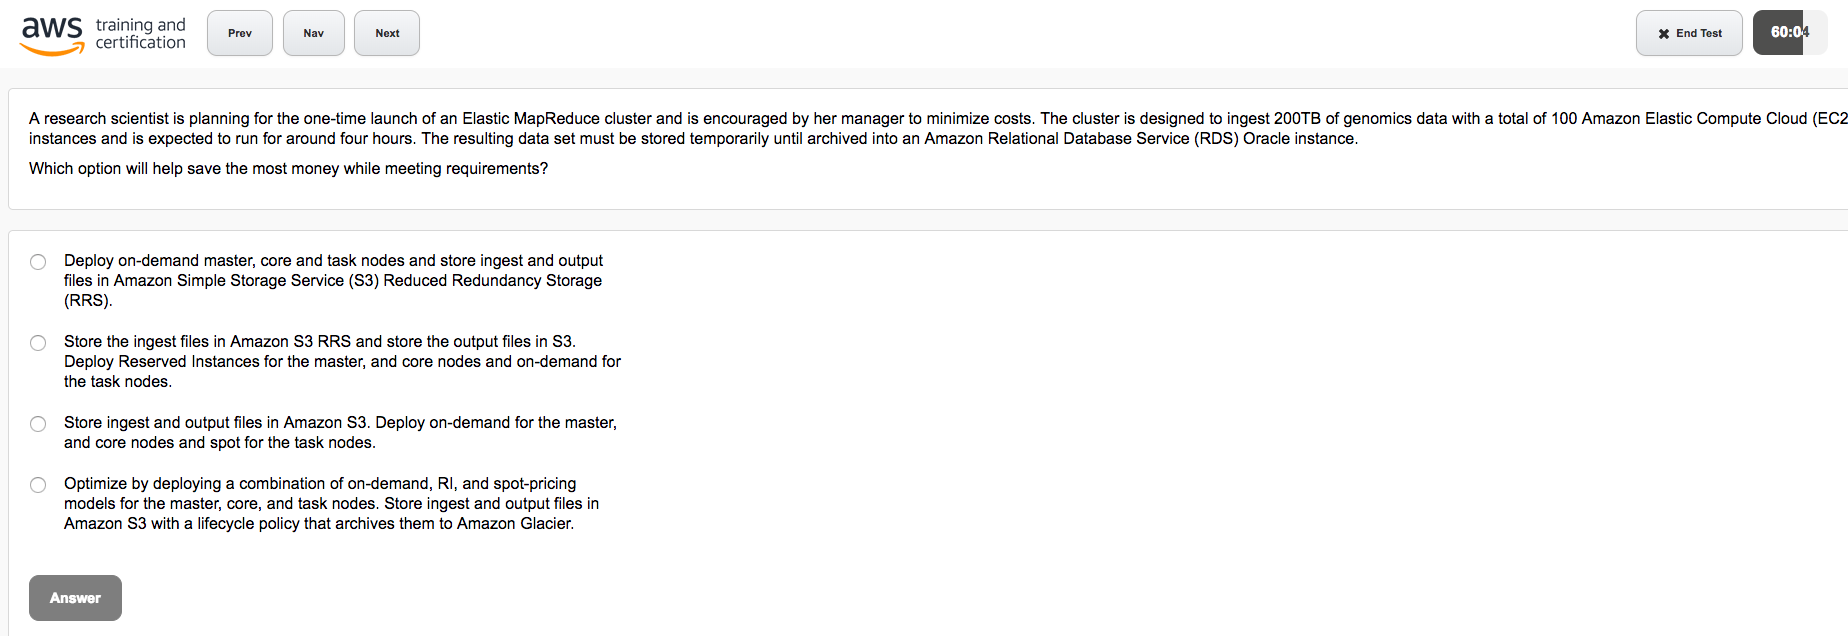 aws training and certification
Prev
Nav
Next
✖ End Test
60:04
A research scientist is planning for the one-time launch of an Elastic MapReduce cluster and is encouraged by her manager to minimize costs. The cluster is designed to ingest 200TB of genomics data with a total of 100 Amazon Elastic Compute Cloud (EC2
instances and is expected to run for around four hours. The resulting data set must be stored temporarily until archived into an Amazon Relational Database Service (RDS) Oracle instance.
Which option will help save the most money while meeting requirements?
Deploy on-demand master, core and task nodes and store ingest and output
files in Amazon Simple Storage Service (S3) Reduced Redundancy Storage
(RRS).
Store the ingest files in Amazon S3 RRS and store the output files in S3.
Deploy Reserved Instances for the master, and core nodes and on-demand for
the task nodes.
Store ingest and output files in Amazon S3. Deploy on-demand for the master,
and core nodes and spot for the task nodes.
Optimize by deploying a combination of on-demand, RI, and spot-pricing
models for the master, core, and task nodes. Store ingest and output files in
Amazon S3 with a lifecycle policy that archives them to Amazon Glacier.
Answer